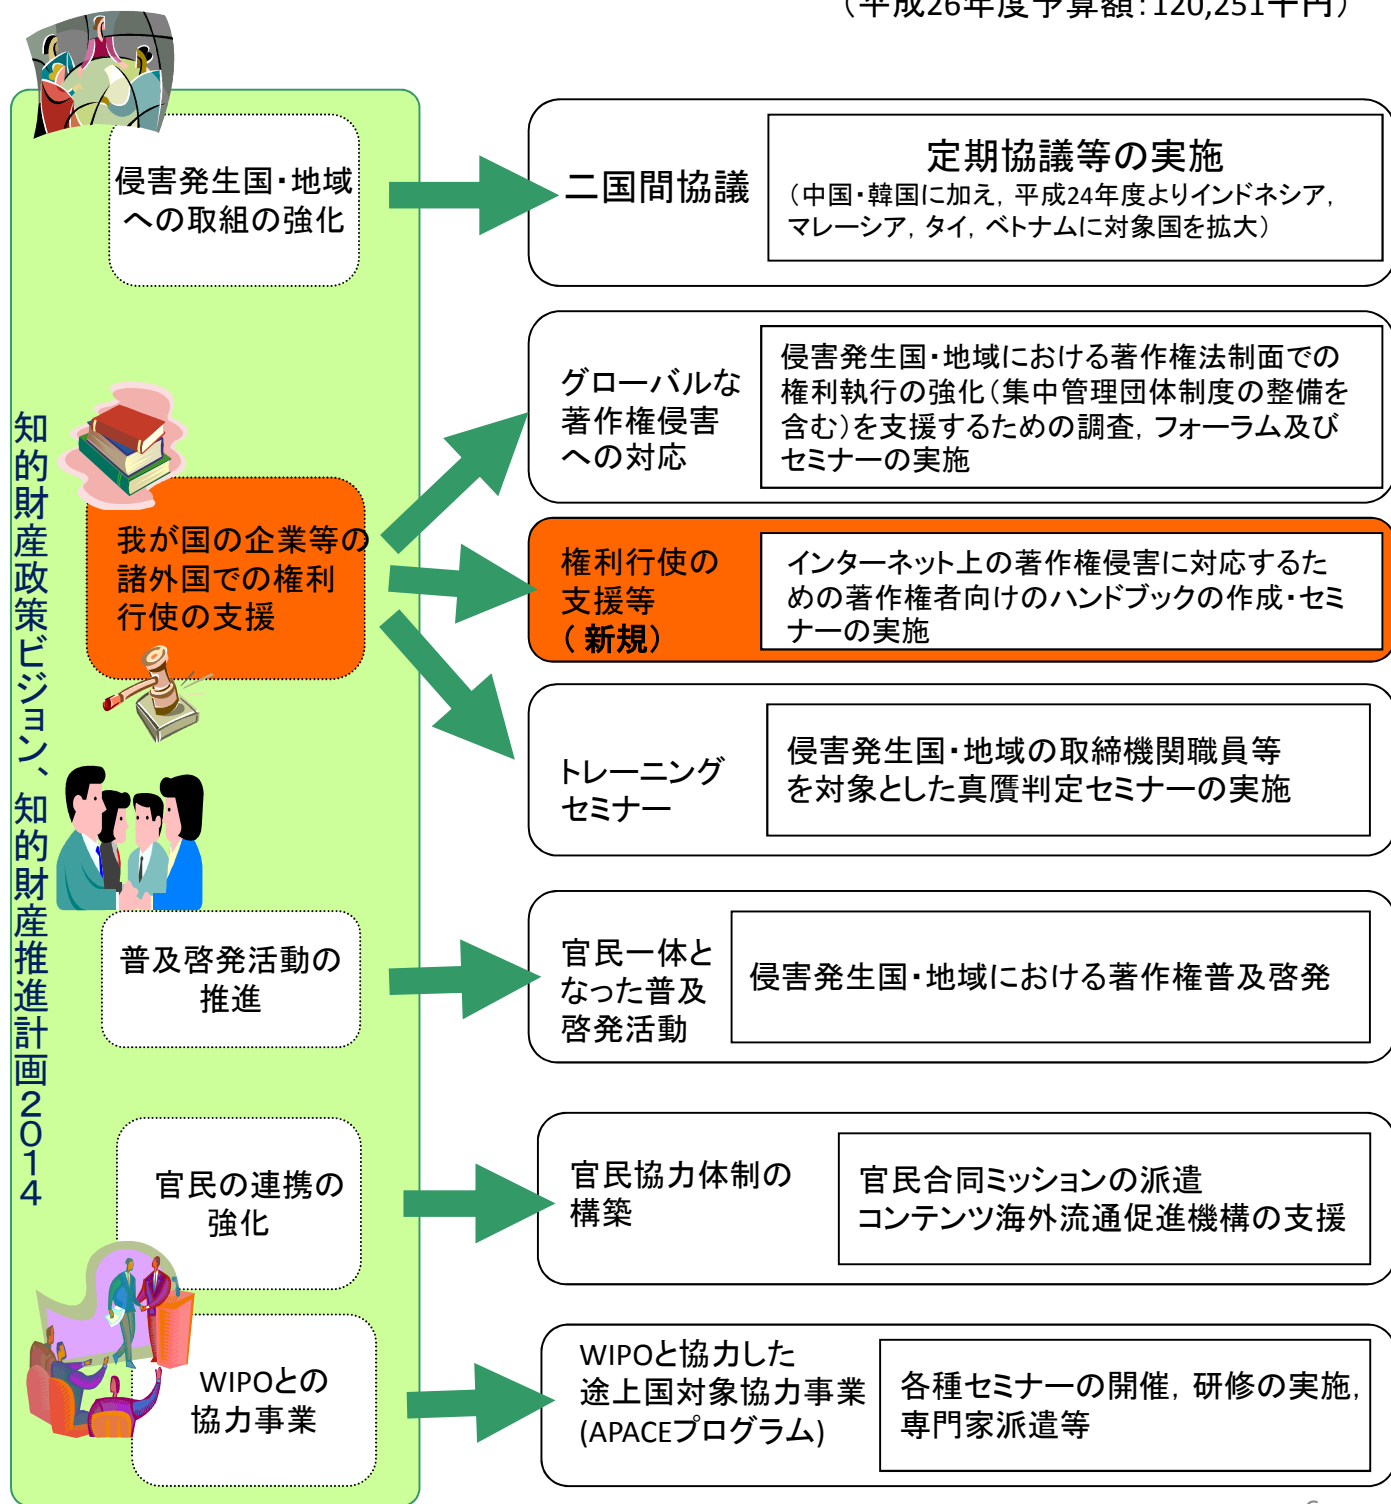 （平成26年度予算額：120,251千円）
知的財産政策ビジョン、知的財産推進計画２０１４
侵害発生国・地域
への取組の強化
二国間協議
定期協議等の実施
（中国・韓国に加え，平成24年度よりインドネシア，
マレーシア，タイ，ベトナムに対象国を拡大）
我が国の企業等の
諸外国での権利
行使の支援
グローバルな
著作権侵害
への対応
侵害発生国・地域における著作権法制面での
権利執行の強化（集中管理団体制度の整備を
含む）を支援するための調査，フォーラム及び
セミナーの実施
権利行使の
支援等
（ 新規）
インターネット上の著作権侵害に対応するた
めの著作権者向けのハンドブックの作成・セミ
ナーの実施
トレーニング
セミナー
侵害発生国・地域の取締機関職員等
を対象とした真贋判定セミナーの実施
普及啓発活動の
推進
官民一体と
なった普及
啓発活動
侵害発生国・地域における著作権普及啓発
官民の連携の
強化
官民協力体制の
構築
官民合同ミッションの派遣
コンテンツ海外流通促進機構の支援
WIPOとの
協力事業
WIPOと協力した
途上国対象協力事業
(APACEプログラム)
各種セミナーの開催，研修の実施，
専門家派遣等